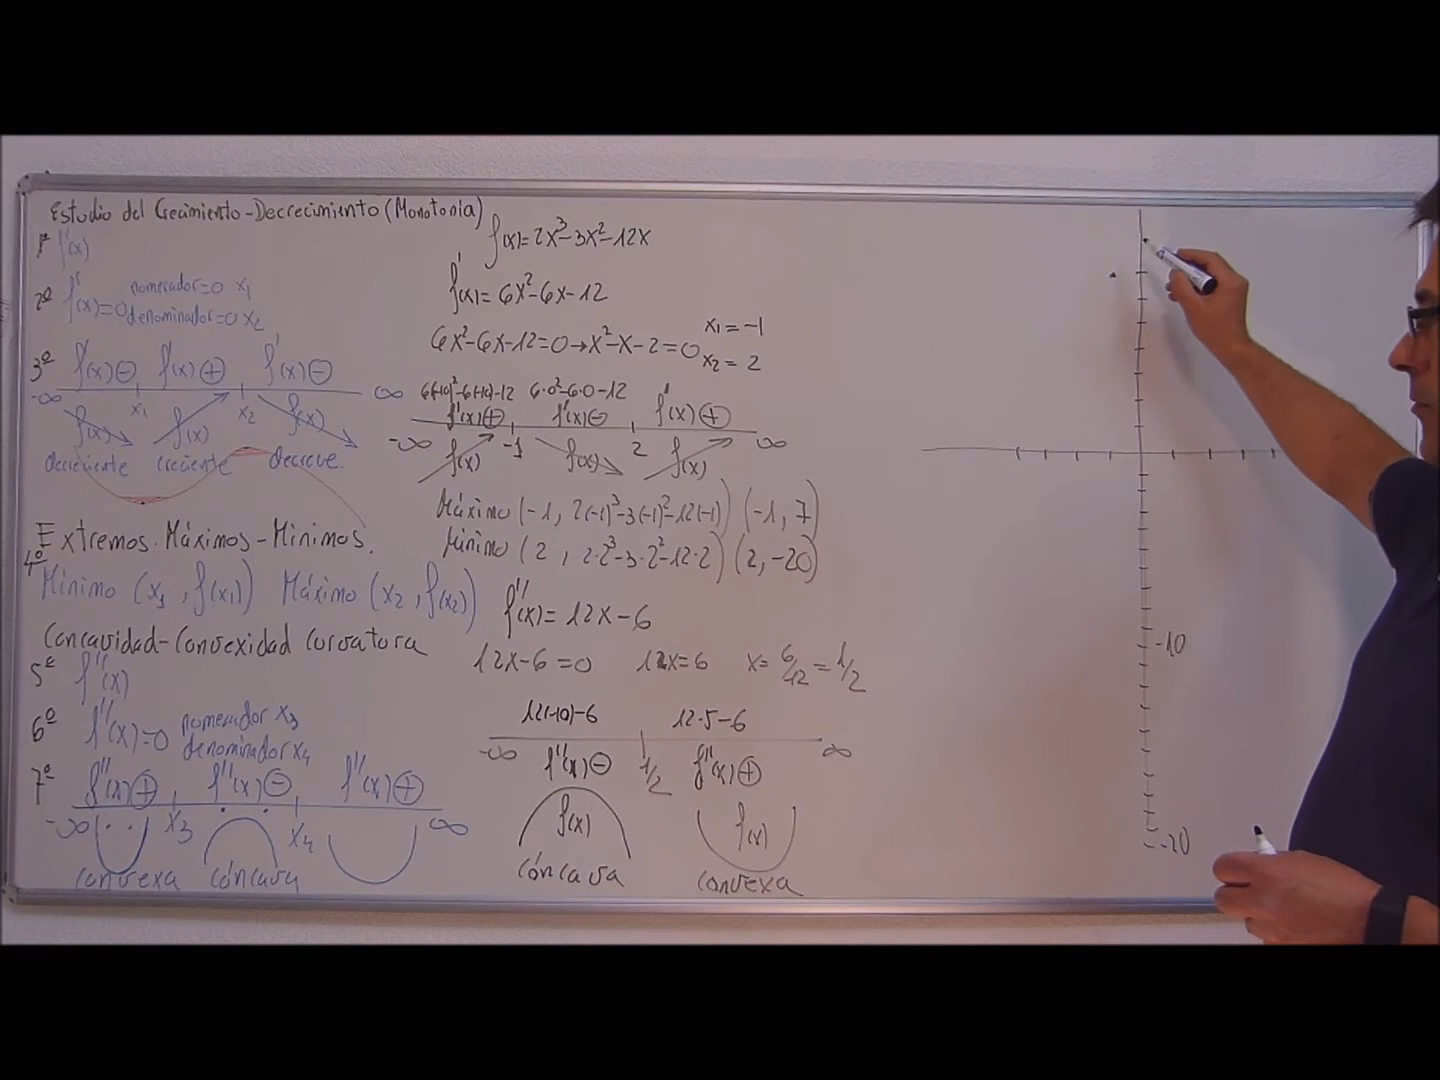 Estudio del Crecimiento-Decrecimiento (Monotonia)
1º f'(x)
2º f'(x)=0 numerador=0 x₁
denominador=0 x₂
3º f'(x)⊖ f'(x)⊕ f'(x)⊖
-∞ x₁ x₂ ∞
f(x) f(x) f(x)
decreciente creciente decrece.
Extremos. Máximos-Mínimos.
4º Mínimo (x₁, f(x₁)) Máximo (x₂, f(x₂))
Concavidad-Convexidad Curvatura
5º f''(x)
6º f''(x)=0 numerador x₃
denominador x₄
7º f''(x)⊕ f''(x)⊖ f''(x)⊕
-∞ x₃ x₄ ∞
convexa cóncava
f(x)=2x³-3x²-12x
f'(x)=6x²-6x-12
6x²-6x-12=0→x²-x-2=0 x₁=-1
x₂=2
6(-10)²-6(-10)-12 6·0²-6·0-12
f'(x)⊕ f'(x)⊖ f'(x)⊕
-∞ -1 2 ∞
f(x) f(x) f(x)
Máximo (-1, 2(-1)³-3(-1)²-12(-1)) (-1, 7)
Mínimo (2, 2·2³-3·2²-12·2) (2, -20)
f''(x)=12x-6
12x-6=0 12x=6 x=6/12=1/2
12(-10)-6 12·5-6
-∞ 1/2 ∞
f''(x)⊖ f''(x)⊕
f(x) f(x)
cóncava convexa
-10
-20